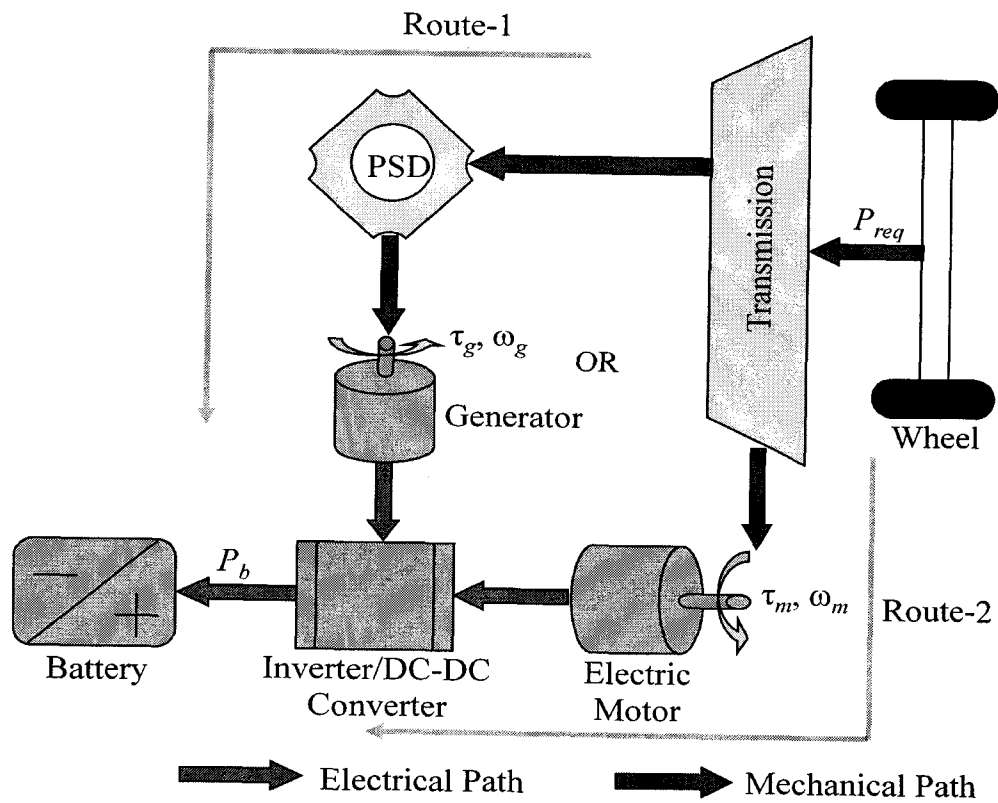 Route-1
PSD
Transmission
P_req
τ_g, ω_g
OR
Generator
Wheel
P_b
τ_m, ω_m
Route-2
Battery
Inverter/DC-DC
Converter
Electric
Motor
Electrical Path
Mechanical Path